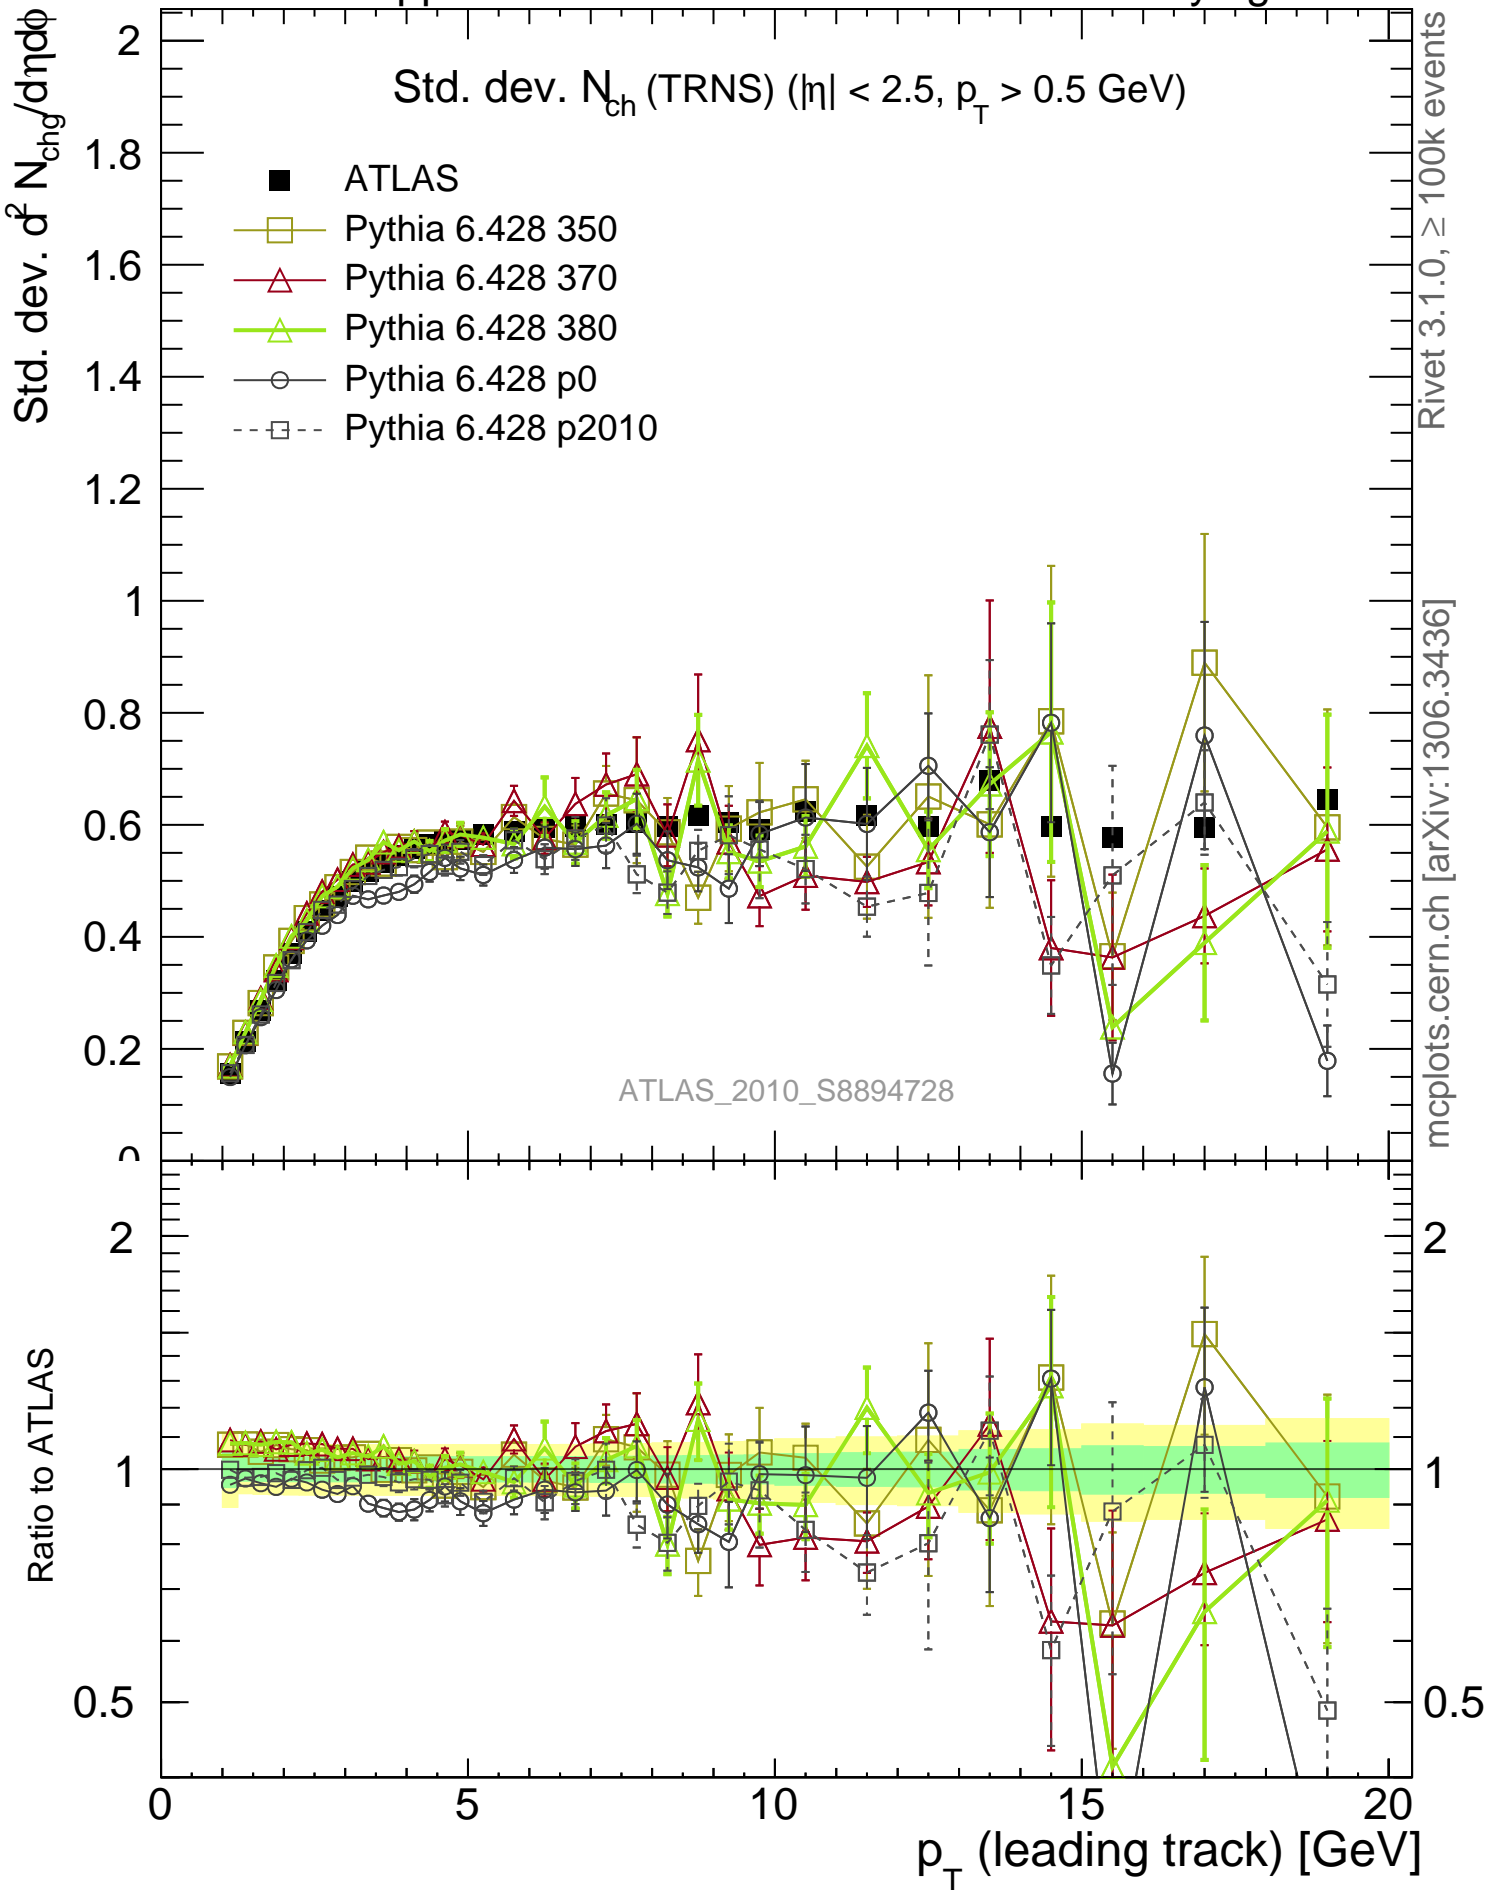 Std. dev. N_ch (TRNS) (|η| < 2.5, p_T > 0.5 GeV)
Std. dev. d² N_chg/dηdφ
ATLAS
Pythia 6.428 350
Pythia 6.428 370
Pythia 6.428 380
Pythia 6.428 p0
Pythia 6.428 p2010
2
1.8
1.6
1.4
1.2
1
0.8
0.6
0.4
0.2
0
ATLAS_2010_S8894728
Rivet 3.1.0, ≥ 100k events
mcplots.cern.ch [arXiv:1306.3436]
Ratio to ATLAS
2
1
0.5
2
1
0.5
0
5
10
15
20
p_T (leading track) [GeV]